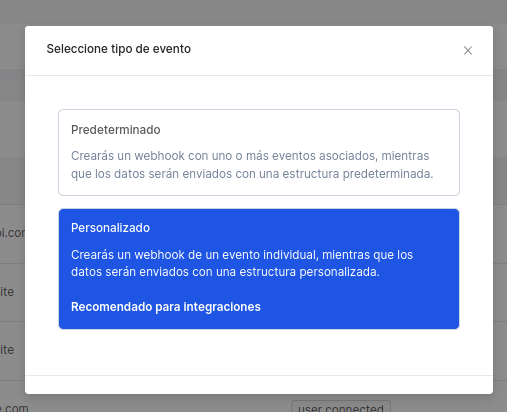 Seleccione tipo de evento
Predeterminado
Crearás un webhook con uno o más eventos asociados, mientras
que los datos serán enviados con una estructura predeterminada.
Personalizado
Crearás un webhook de un evento individual, mientras que los
datos serán enviados con una estructura personalizada.
Recomendado para integraciones
ite
ite
e.com
user connected